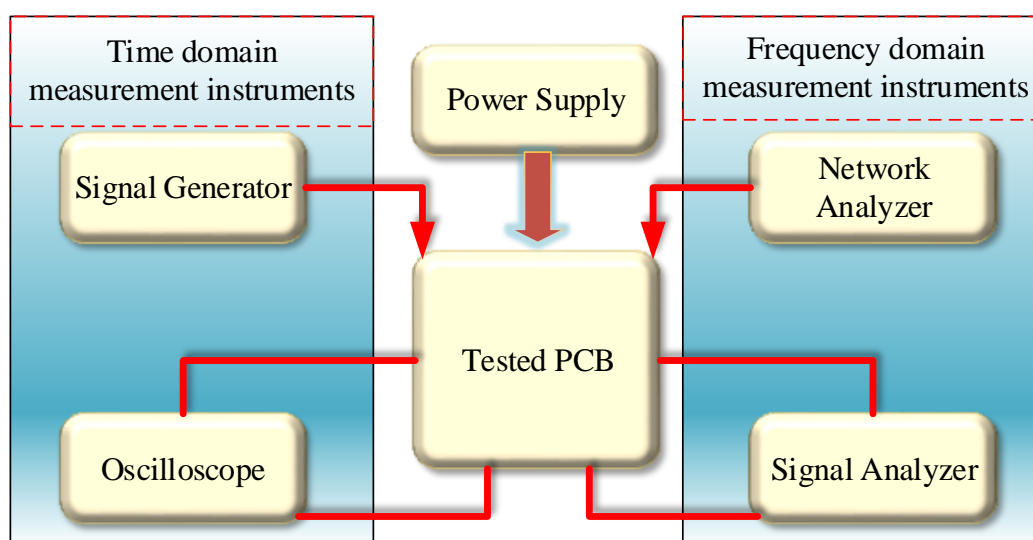 Time domain
measurement instruments
Power Supply
Frequency domain
measurement instruments
Signal Generator
Network
Analyzer
Tested PCB
Oscilloscope
Signal Analyzer